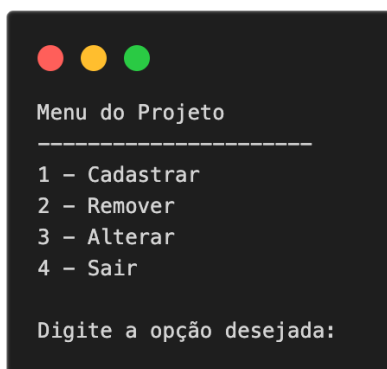 Menu do Projeto
----------------------
1 – Cadastrar
2 – Remover
3 – Alterar
4 – Sair
Digite a opção desejada: